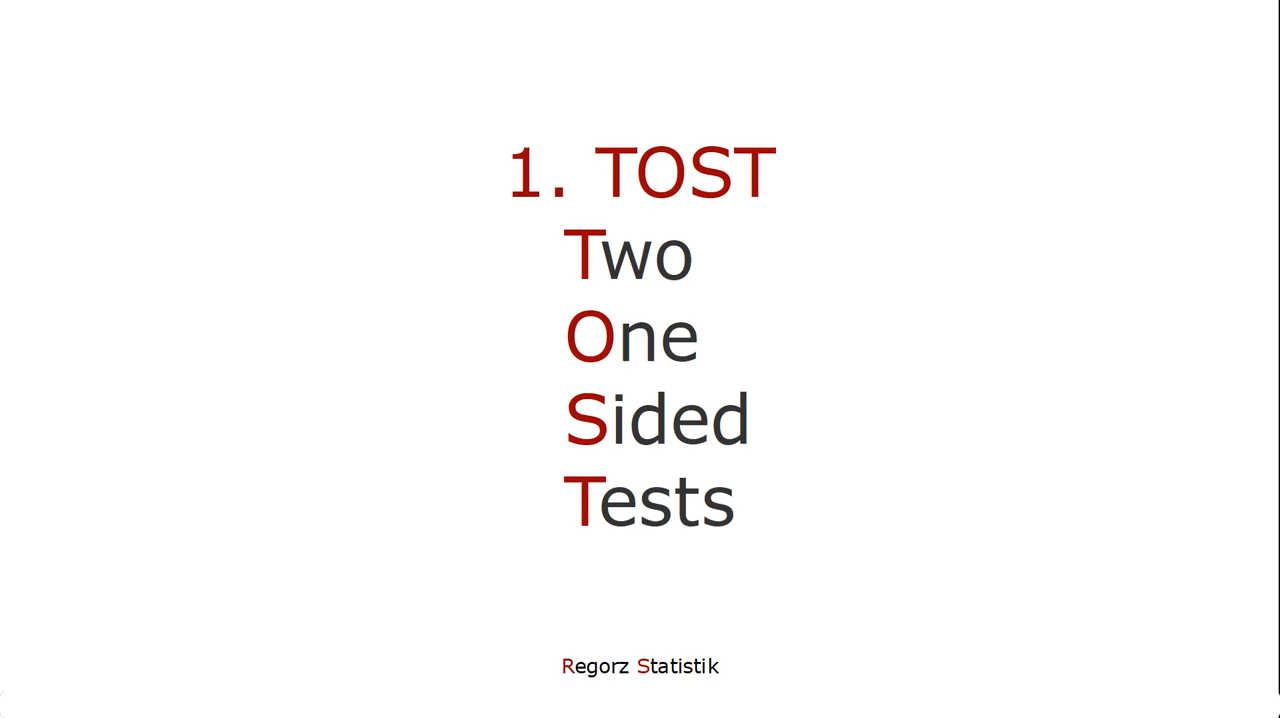 1. TOST
Two
One
Sided
Tests
Regorz Statistik